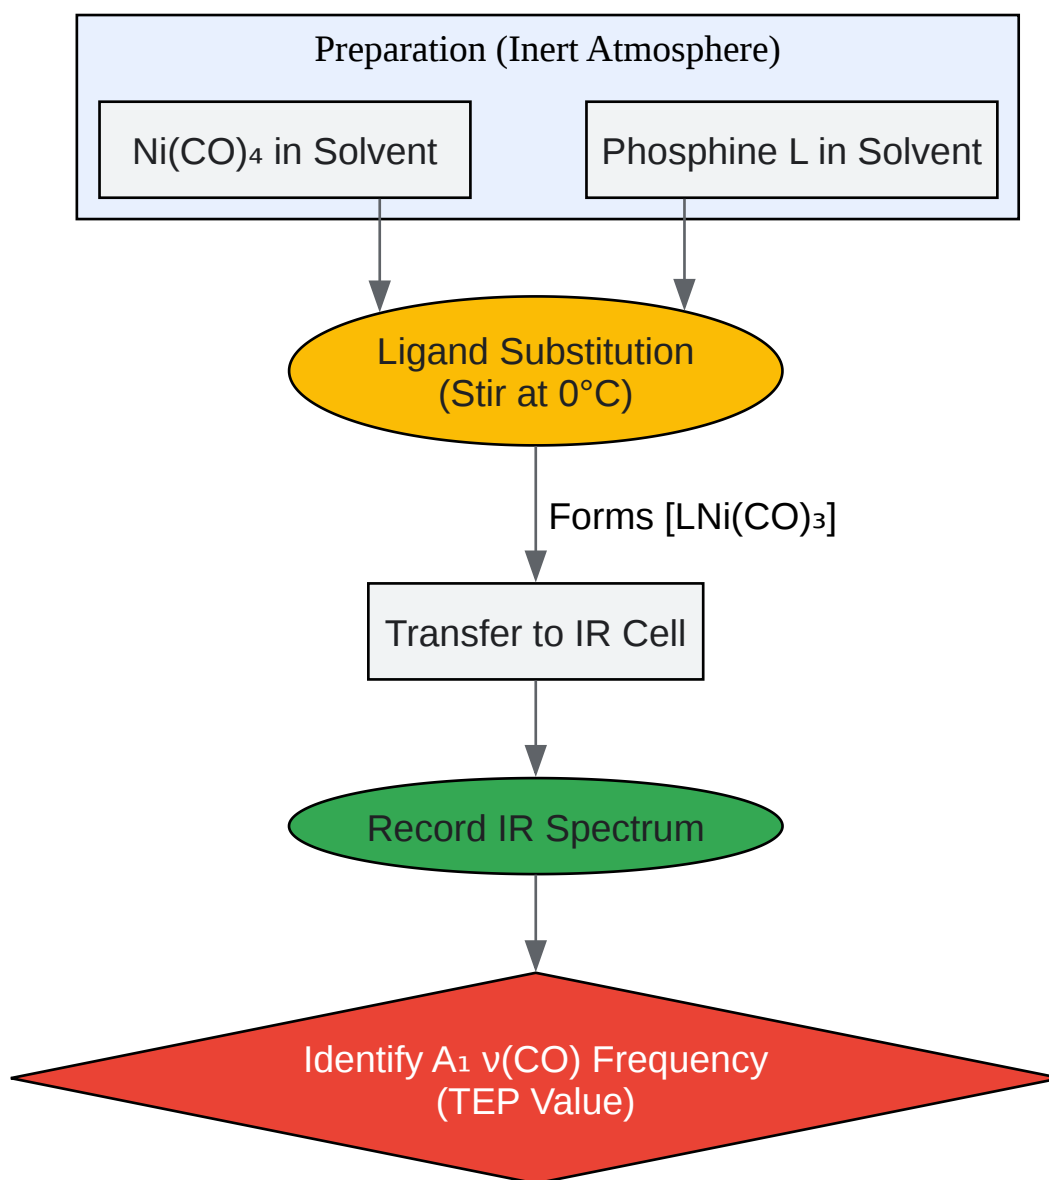 Preparation (Inert Atmosphere)
Ni(CO)₄ in Solvent
Phosphine L in Solvent
Ligand Substitution
(Stir at 0°C)
Forms [LNi(CO)₃]
Transfer to IR Cell
Record IR Spectrum
Identify A₁ ν(CO) Frequency
(TEP Value)